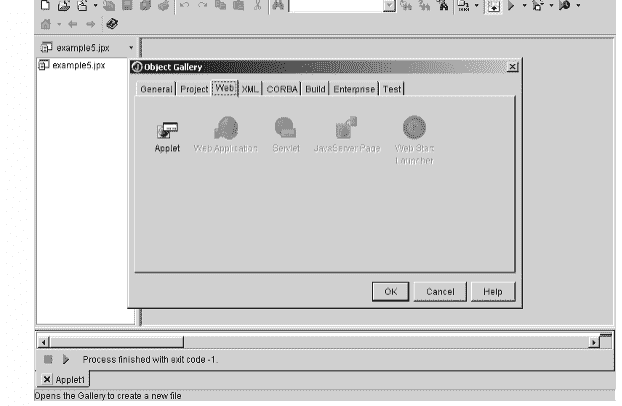 example5.jpx
example5.jpx
Object Gallery
General Project Web XML CORBA Build Enterprise Test
Applet Web Application Servlet JavaServer Page Web Start Launcher
OK Cancel Help
Process finished with exit code -1.
Applet1
Opens the Gallery to create a new file